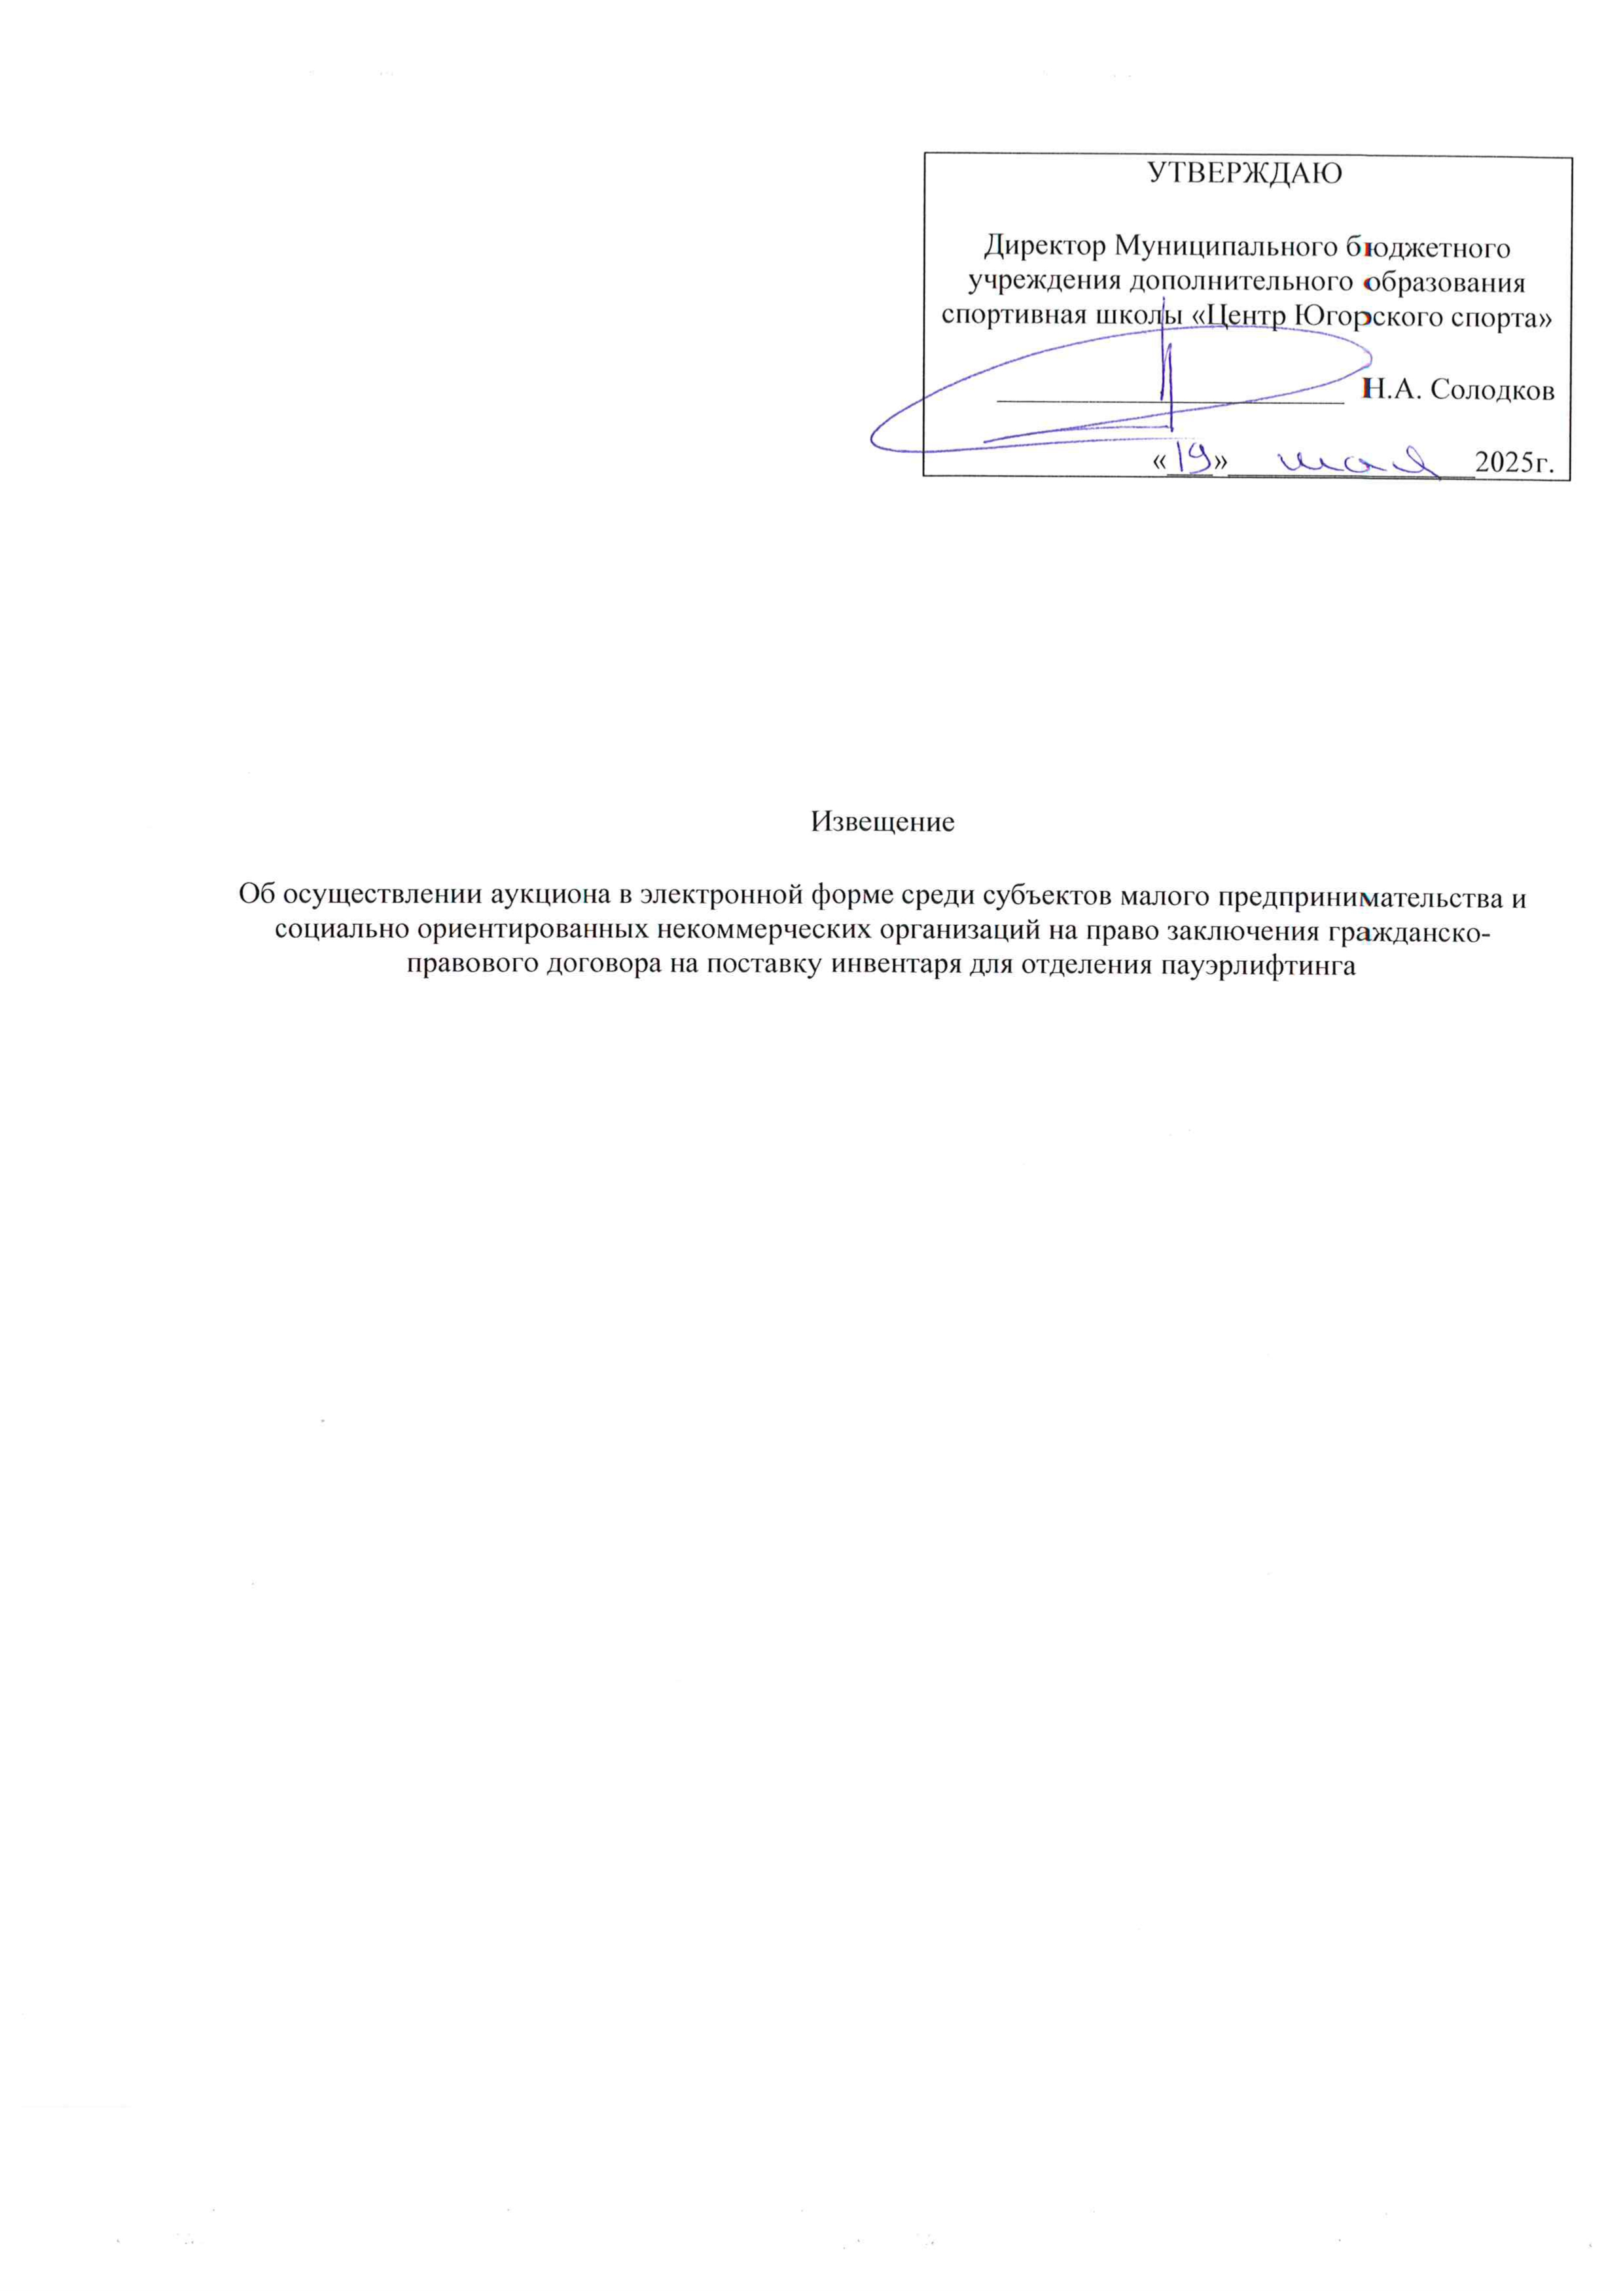 УТВЕРЖДАЮ
Директор Муниципального бюджетного
учреждения дополнительного образования
спортивная школы «Центр Югорского спорта»
Н.А. Солодков
«19» мая 2025г.
Извещение
Об осуществлении аукциона в электронной форме среди субъектов малого предпринимательства и
социально ориентированных некоммерческих организаций на право заключения гражданско-
правового договора на поставку инвентаря для отделения пауэрлифтинга